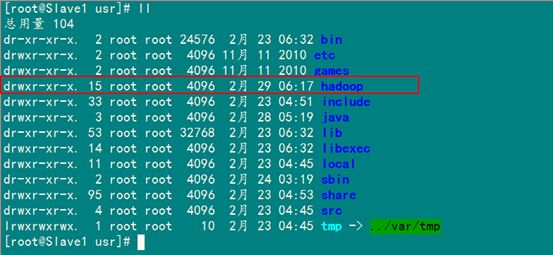 [root@Slave1 usr]# ll
总用量 104
dr-xr-xr-x. 2 root root 24576 2月 23 06:32 bin
dr-xr-xr-x. 2 root root 4096 11月 11 2010 etc
dr-xr-xr-x. 2 root root 4096 11月 11 2010 games
drwxr-xr-x. 15 root root 4096 2月 29 06:17 hadoop
drwxr-xr-x. 33 root root 4096 2月 23 04:51 include
drwxr-xr-x. 3 root root 4096 2月 28 05:19 java
dr-xr-xr-x. 53 root root 32768 2月 23 06:32 lib
drwxr-xr-x. 14 root root 4096 2月 23 06:32 libexec
drwxr-xr-x. 11 root root 4096 2月 23 04:45 local
dr-xr-xr-x. 2 root root 4096 2月 24 03:19 sbin
drwxr-xr-x. 95 root root 4096 2月 23 04:53 share
drwxr-xr-x. 4 root root 4096 2月 23 04:45 src
lrwxrwxrwx. 1 root root 10 2月 23 04:45 tmp -> ../var/tmp
[root@Slave1 usr]#